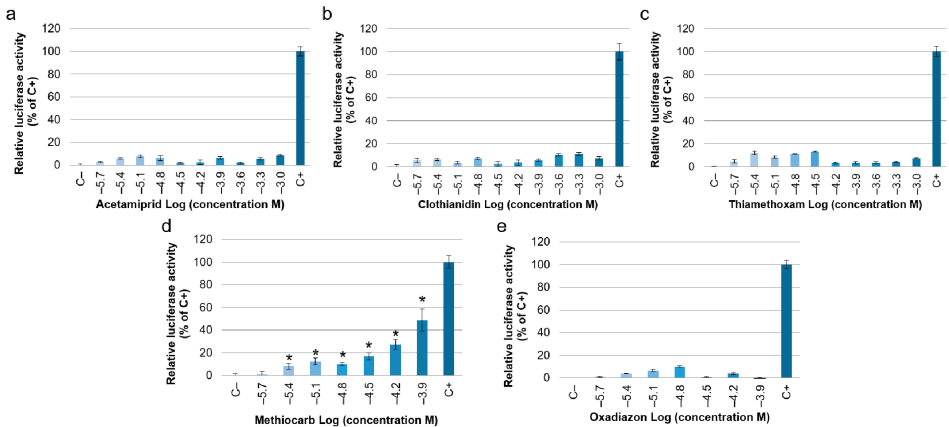 a
Relative luciferase activity
(% of C+)
120
100
80
60
40
20
0
C–
–5.7
–5.4
–5.1
–4.8
–4.5
–4.2
–3.9
–3.6
–3.3
–3.0
C+
Acetamiprid Log (concentration M)
b
Relative luciferase activity
(% of C+)
120
100
80
60
40
20
0
C–
–5.7
–5.4
–5.1
–4.8
–4.5
–4.2
–3.9
–3.6
–3.3
–3.0
C+
Clothianidin Log (concentration M)
c
Relative luciferase activity
(% of C+)
120
100
80
60
40
20
0
C–
–5.7
–5.4
–5.1
–4.8
–4.5
–4.2
–3.9
–3.6
–3.3
–3.0
C+
Thiamethoxam Log (concentration M)
d
Relative luciferase activity
(% of C+)
120
100
80
60
40
20
0
* * * * * *
C–
–5.7
–5.4
–5.1
–4.8
–4.5
–4.2
–3.9
C+
Methiocarb Log (concentration M)
e
Relative luciferase activity
(% of C+)
120
100
80
60
40
20
0
C–
–5.7
–5.4
–5.1
–4.8
–4.5
–4.2
–3.9
C+
Oxadiazon Log (concentration M)